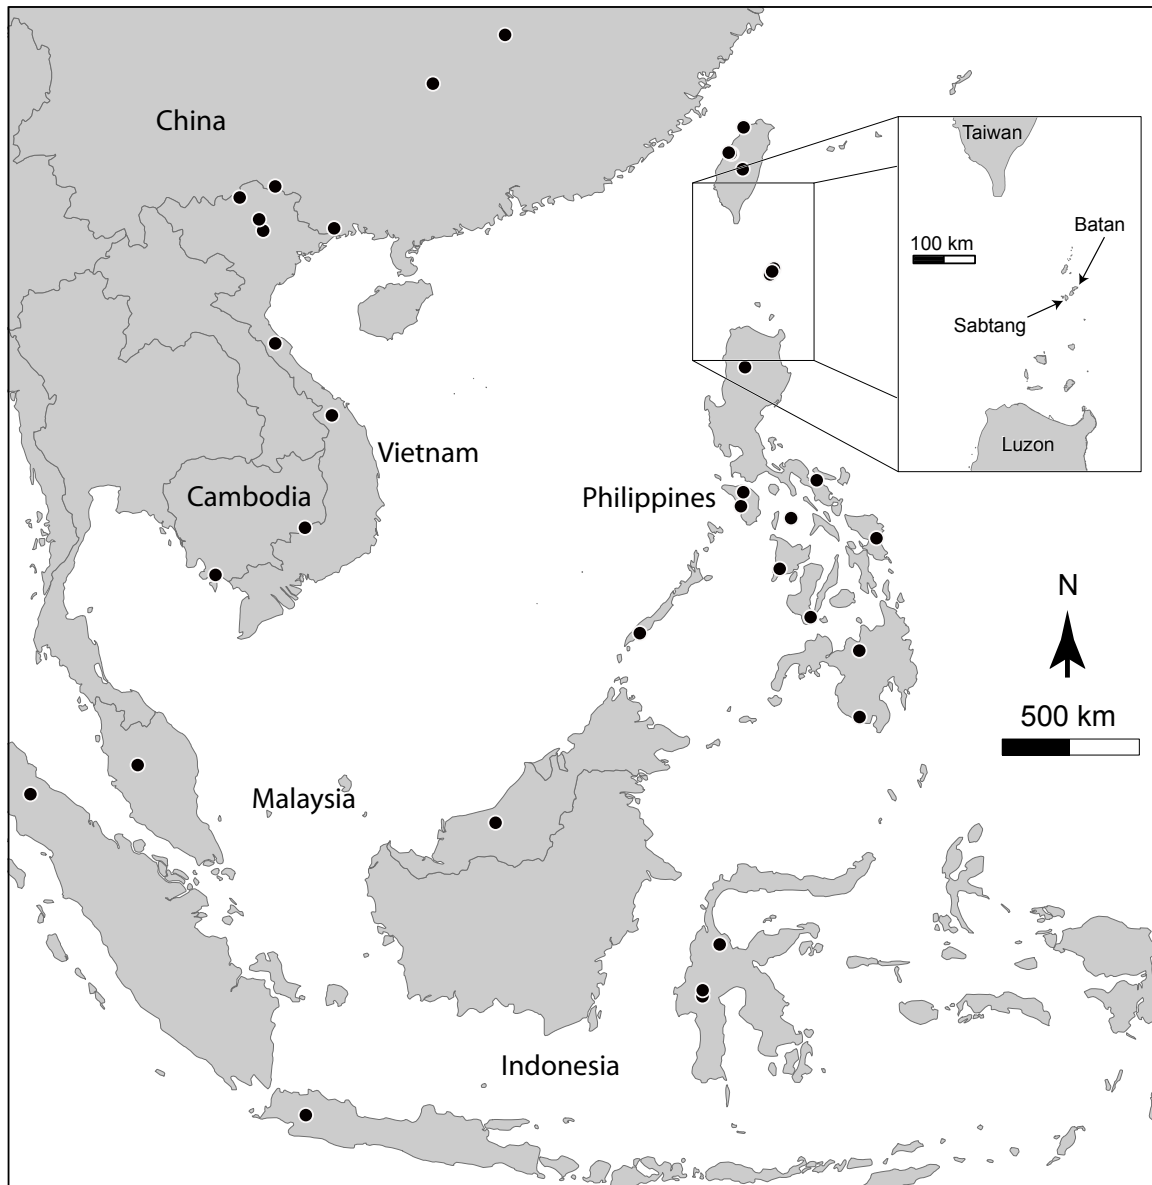 China
Taiwan
Batan
100 km
Sabtang
Luzon
Vietnam
Cambodia
Philippines
N
500 km
Malaysia
Indonesia